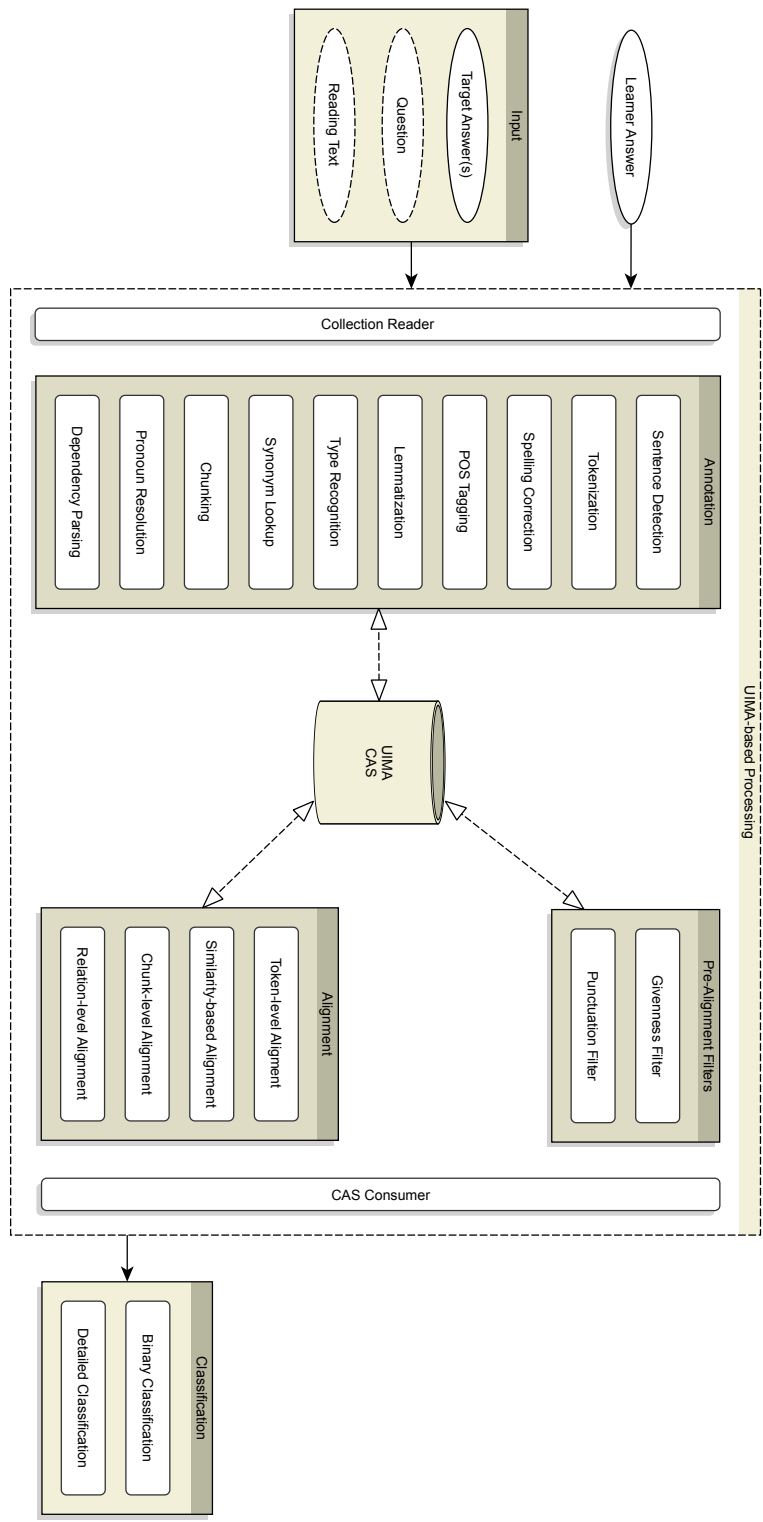 Learner Answer
Input
Target Answer(s)
Question
Reading Text
UIMA-based Processing
Collection Reader
Annotation
Sentence Detection
Tokenization
Spelling Correction
POS Tagging
Lemmatization
Type Recognition
Synonym Lookup
Chunking
Pronoun Resolution
Dependency Parsing
UIMA
CAS
Pre-Alignment Filters
Givenness Filter
Punctuation Filter
Alignment
Token-level Aligment
Similarity-based Alignment
Chunk-level Alignment
Relation-level Alignment
CAS Consumer
Classification
Binary Classification
Detailed Classification